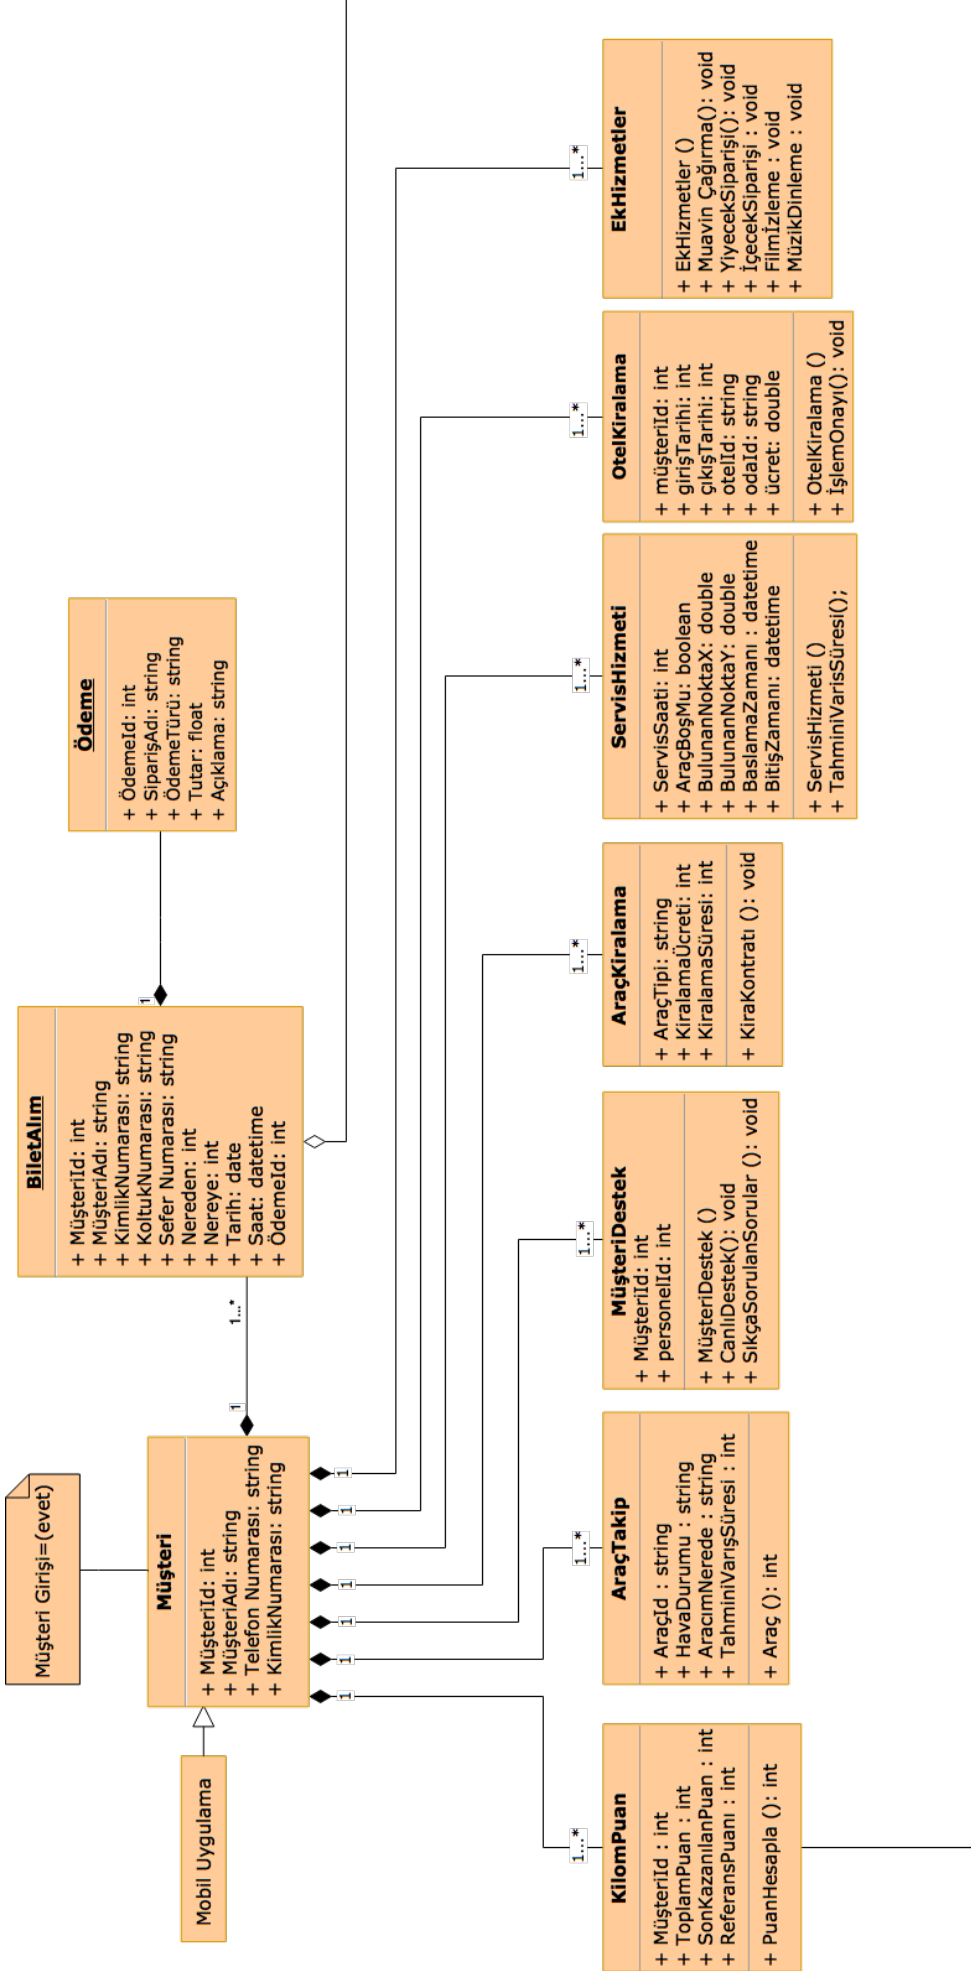 Müşteri Girişi=(evet)
Mobil Uygulama
Müşteri
+ MüşteriId: int
+ MüşteriAdı: string
+ Telefon Numarası: string
+ KimlikNumarası: string
1
1...*
BiletAlım
+ MüşteriId: int
+ MüşteriAdı: string
+ KimlikNumarası: string
+ KoltukNumarası: string
+ Sefer Numarası: string
+ Nereden: int
+ Nereye: int
+ Tarih: date
+ Saat: datetime
+ ÖdemeId: int
1
Ödeme
+ ÖdemeId: int
+ SiparişAdı: string
+ ÖdemeTürü: string
+ Tutar: float
+ Açıklama: string
1
1
1
1
1
1
1
1...*
1...*
1...*
1...*
1...*
1...*
1...*
KilomPuan
+ MüşteriId : int
+ ToplamPuan : int
+ SonKazanılanPuan : int
+ ReferansPuanı : int
+ PuanHesapla (): int
AraçTakip
+ AraçId : string
+ HavaDurumu : string
+ AracımNerede : string
+ TahminiVarışSüresi : int
+ Araç (): int
MüşteriDestek
+ MüşteriId: int
+ personelId: int
+ MüşteriDestek ()
+ CanlıDestek(): void
+ SıkçaSorulanSorular (): void
AraçKiralama
+ AraçTipi: string
+ KiralamaÜcreti: int
+ KiralamaSüresi: int
+ KiraKontratı (): void
ServisHizmeti
+ ServisSaati: int
+ AraçBoşMu: boolean
+ BulunanNoktaX: double
+ BulunanNoktaY: double
+ BaslamaZamanı : datetime
+ BitişZamanı: datetime
+ ServisHizmeti ()
+ TahminiVarisSüresi();
OtelKiralama
+ müşteriId: int
+ girişTarihi: int
+ çıkışTarihi: int
+ otelId: string
+ odaId: string
+ ücret: double
+ OtelKiralama ()
+ İşlemOnayı(): void
EkHizmetler
+ EkHizmetler ()
+ Muavin Çağırma(): void
+ YiyecekSiparişi(): void
+ İçecekSiparişi : void
+ Filmİzleme : void
+ MüzikDinleme : void